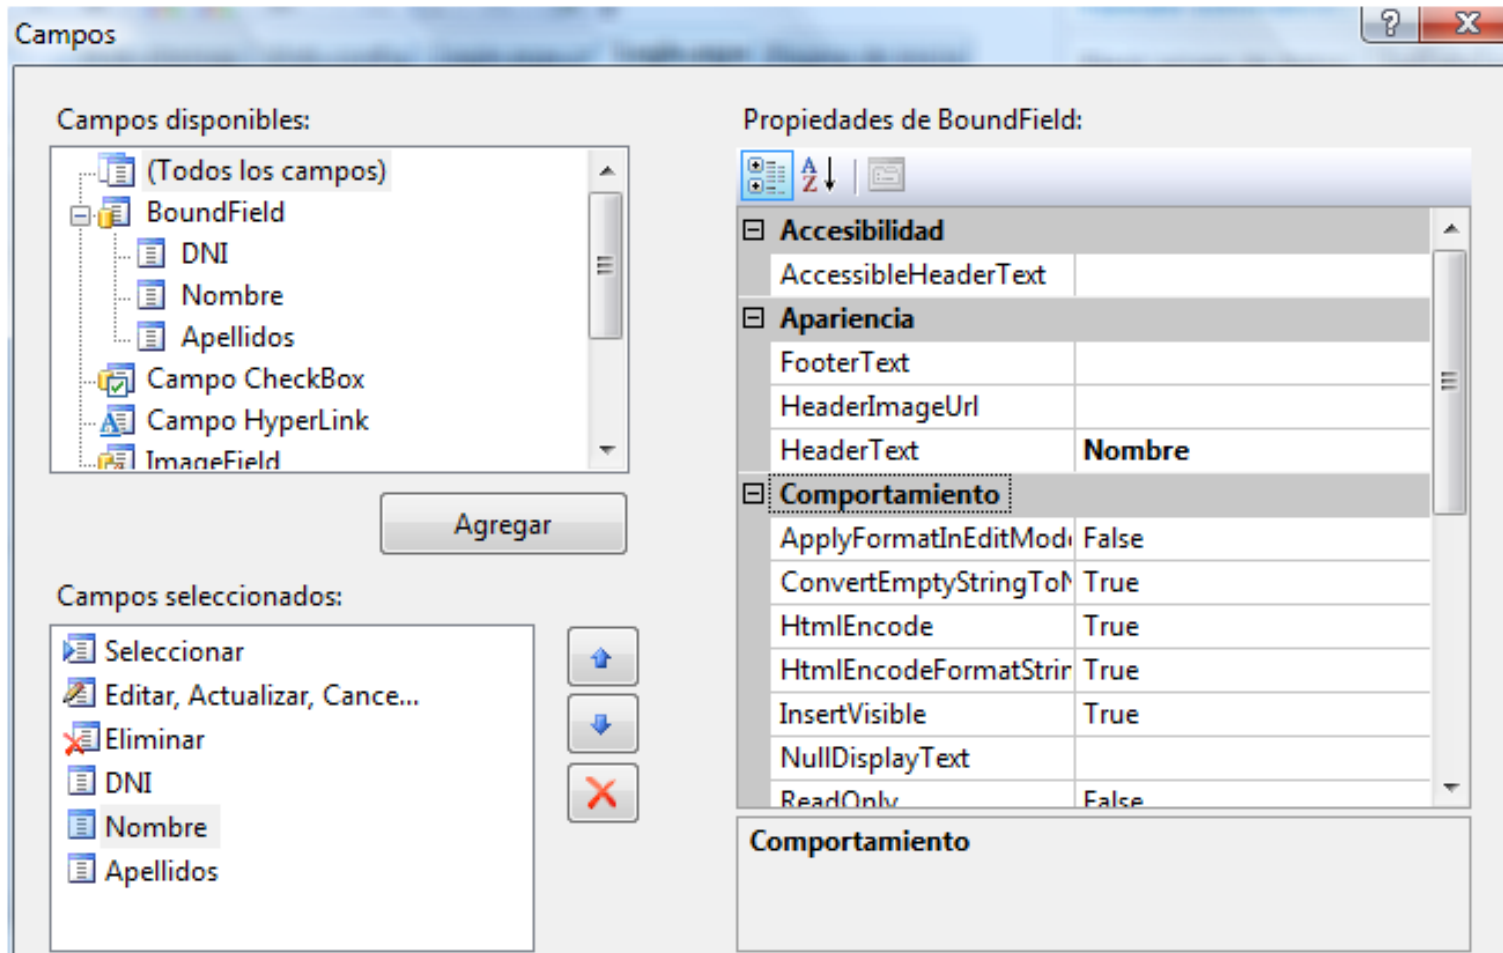 Campos
Campos disponibles:
(Todos los campos)
BoundField
DNI
Nombre
Apellidos
Campo CheckBox
Campo HyperLink
ImageField
Agregar
Campos seleccionados:
Seleccionar
Editar, Actualizar, Cance...
Eliminar
DNI
Nombre
Apellidos
Propiedades de BoundField:
Accesibilidad
AccessibleHeaderText
Apariencia
FooterText
HeaderImageUrl
HeaderText Nombre
Comportamiento
ApplyFormatInEditMod False
ConvertEmptyStringToN True
HtmlEncode True
HtmlEncodeFormatStrin True
InsertVisible True
NullDisplayText
ReadOnly False
Comportamiento